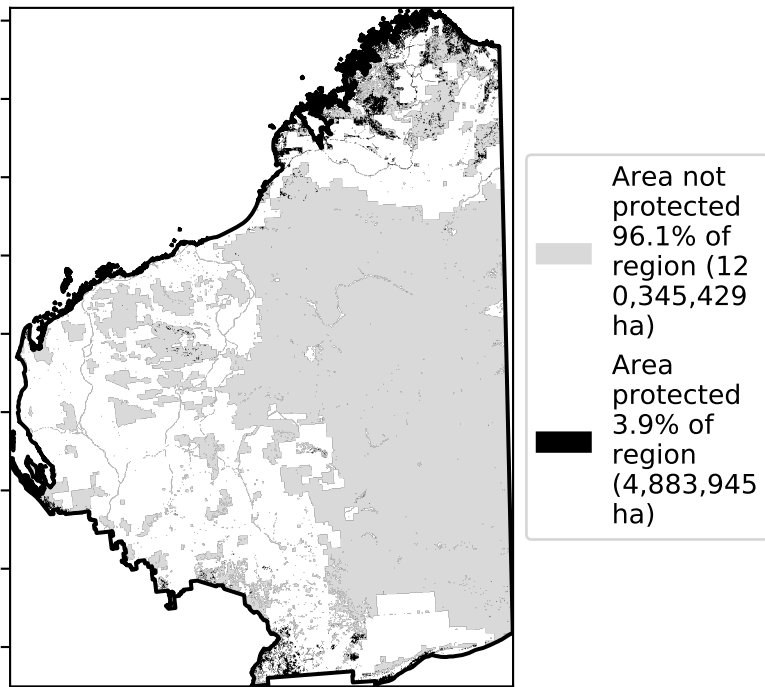 Area not
protected
96.1% of
region (12
0,345,429
ha)
Area
protected
3.9% of
region
(4,883,945
ha)